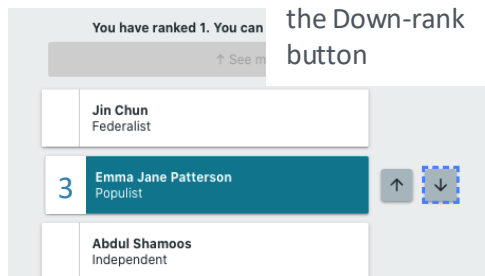 the Down-rank
button
You have ranked 1. You can
↑ See
Jin Chun
Federalist
3
Emma Jane Patterson
Populist
↑ ↓
Abdul Shamoos
Independent